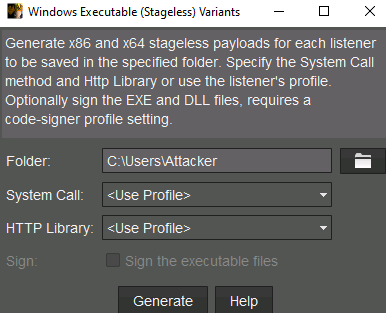 Windows Executable (Stageless) Variants
Generate x86 and x64 stageless payloads for each listener
to be saved in the specified folder. Specify the System Call
method and Http Library or use the listener's profile.
Optionally sign the EXE and DLL files, requires a
code-signer profile setting.
Folder: C:\Users\Attacker
System Call: <Use Profile>
HTTP Library: <Use Profile>
Sign: Sign the executable files
Generate Help